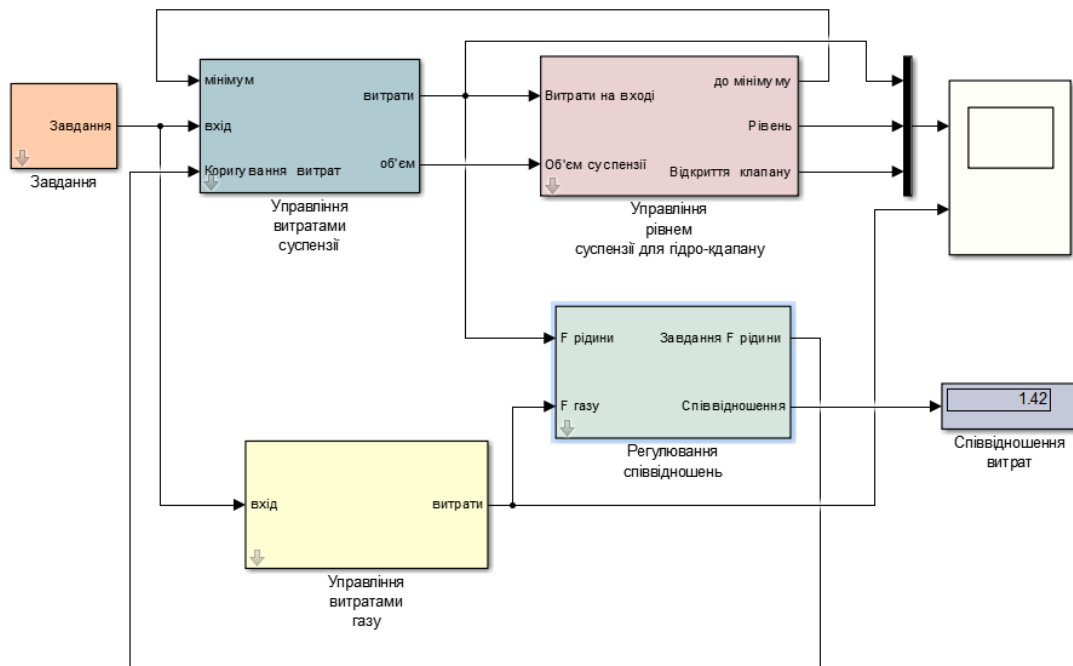 мінімум
до мінімуму
витрати
Витрати на вході
Завдання
вхід
Рівень
Коригування витрат
об'єм
Об'єм суспензії
Відкриття клапану
Завдання
Управління
витратами
суспензії
Управління
рівнем
суспензії для гідро-кдапану
F рідини
Завдання F рідини
F газу
Співвідношення
1.42
Регулювання
співвідношень
Співвідношення
витрат
вхід
витрати
Управління
витратами
газу